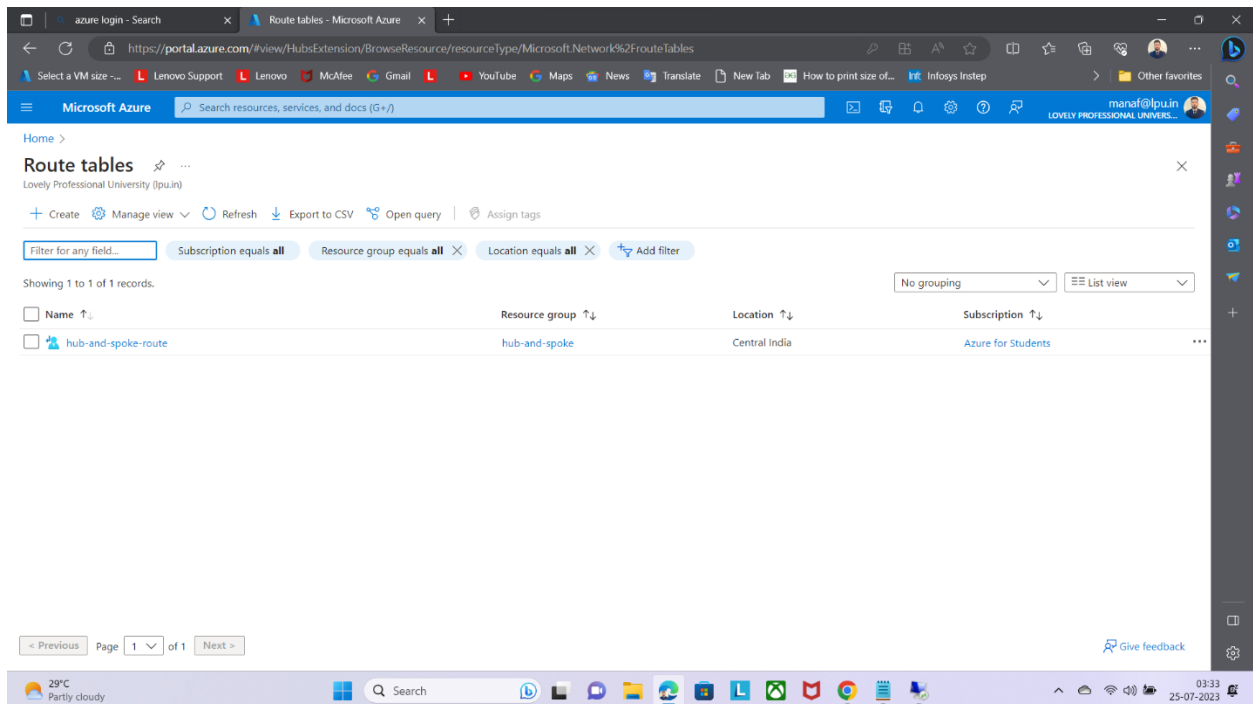 azure login - Search
Route tables - Microsoft Azure
https://portal.azure.com/#view/HubsExtension/BrowseResource/resourceType/Microsoft.Network%2FrouteTables
Select a VM size -... Lenovo Support Lenovo McAfee Gmail YouTube Maps News Translate New Tab How to print size of... Infosys Instep Other favorites
Microsoft Azure
Search resources, services, and docs (G+/)
manaf@lpu.in
LOVELY PROFESSIONAL UNIVERS...
Home >
Route tables
Lovely Professional University (lpu.in)
+ Create Manage view Refresh Export to CSV Open query Assign tags
Filter for any field... Subscription equals all Resource group equals all Location equals all Add filter
Showing 1 to 1 of 1 records.
No grouping List view
Name Resource group Location Subscription
hub-and-spoke-route hub-and-spoke Central India Azure for Students
< Previous Page 1 of 1 Next >
Give feedback
29°C
Partly cloudy
Search
03:33
25-07-2023